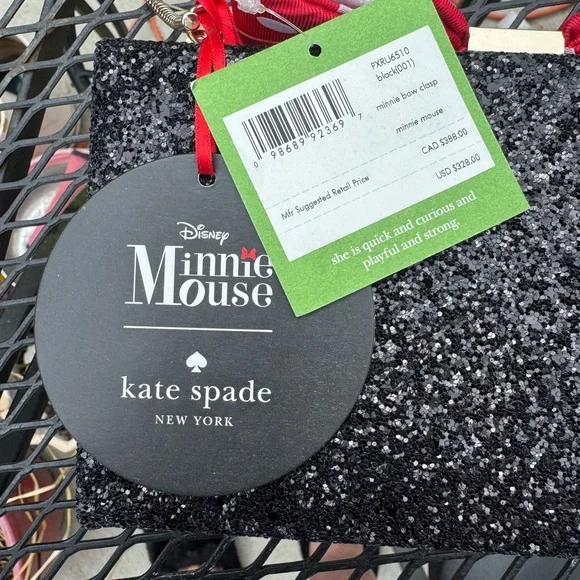 Disney
Minnie
Mouse
kate spade
NEW YORK
PXRU6510
black(001)
minnie bow clasp
minnie mouse
0 98689 92369 7
CAD $388.00
Mfr Suggested Retail Price
USD $328.00
she is quick and curious and
playful and strong.